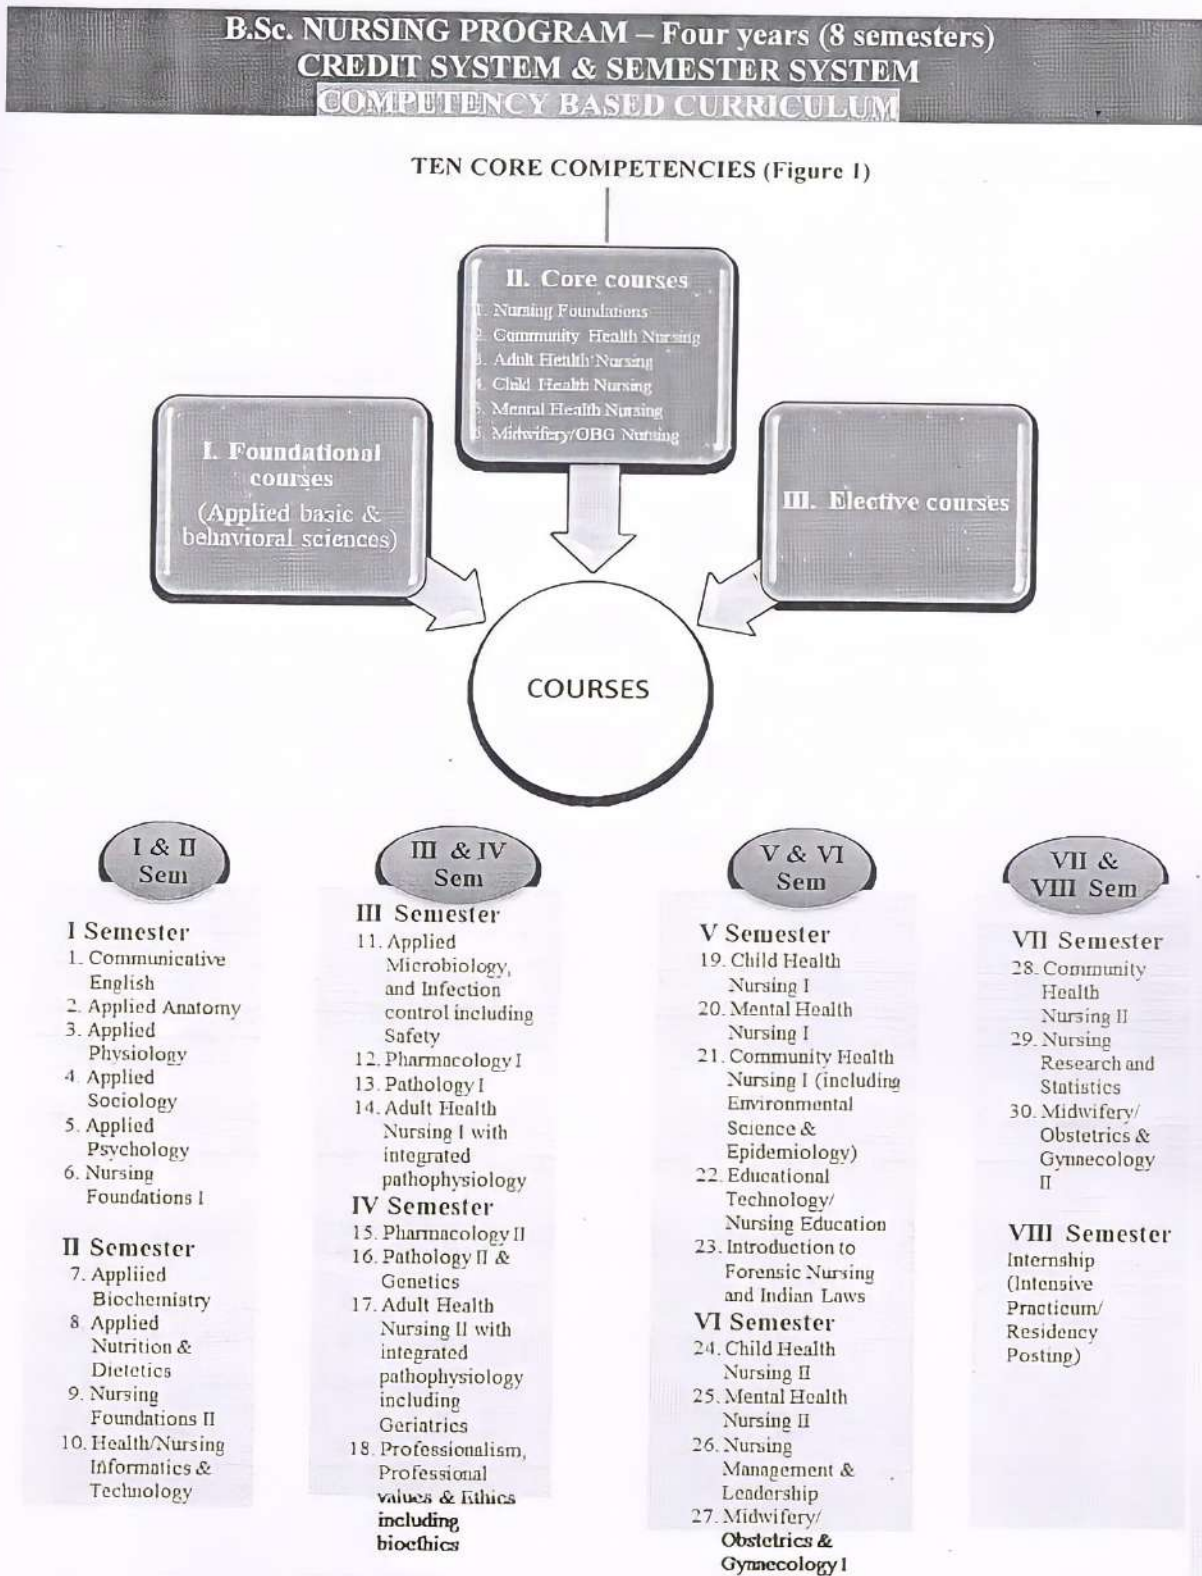 B.Sc. NURSING PROGRAM – Four years (8 semesters)
CREDIT SYSTEM & SEMESTER SYSTEM
COMPETENCY BASED CURRICULUM
TEN CORE COMPETENCIES (Figure 1)
II. Core courses
1. Nursing Foundations
2. Community Health Nursing
3. Adult Health Nursing
4. Child Health Nursing
5. Mental Health Nursing
6. Midwifery/OBG Nursing
I. Foundational
courses
(Applied basic &
behavioral sciences)
III. Elective courses
COURSES
I & II
Sem
I Semester
1. Communicative
English
2. Applied Anatomy
3. Applied
Physiology
4. Applied
Sociology
5. Applied
Psychology
6. Nursing
Foundations I
II Semester
7. Appliied
Biochemistry
8. Applied
Nutrition &
Dietetics
9. Nursing
Foundations II
10. Health/Nursing
Informatics &
Technology
III & IV
Sem
III Semester
11. Applied
Microbiology,
and Infection
control including
Safety
12. Pharmacology I
13. Pathology I
14. Adult Health
Nursing I with
integrated
pathophysiology
IV Semester
15. Pharmacology II
16. Pathology II &
Genetics
17. Adult Health
Nursing II with
integrated
pathophysiology
including
Geriatrics
18. Professionalism,
Professional
values & Ethics
including
bioethics
V & VI
Sem
V Semester
19. Child Health
Nursing I
20. Mental Health
Nursing I
21. Community Health
Nursing I (including
Environmental
Science &
Epidemiology)
22. Educational
Technology/
Nursing Education
23. Introduction to
Forensic Nursing
and Indian Laws
VI Semester
24. Child Health
Nursing II
25. Mental Health
Nursing II
26. Nursing
Management &
Leadership
27. Midwifery/
Obstetrics &
Gynaecology I
VII &
VIII Sem
VII Semester
28. Community
Health
Nursing II
29. Nursing
Research and
Statistics
30. Midwifery/
Obstetrics &
Gynaecology
II
VIII Semester
Internship
(Intensive
Practicum/
Residency
Posting)